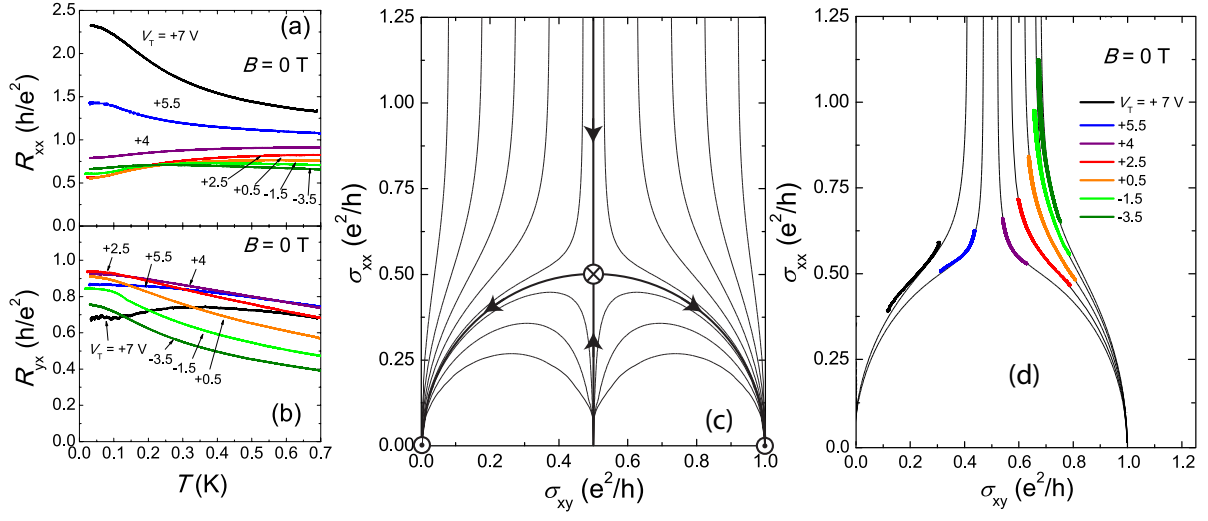 (a)
V_T = +7 V
B = 0 T
+5.5
+4
+2.5
+0.5
-1.5
-3.5
2.5
2.0
1.5
1.0
0.5
0.0
R_xx (h/e²)
(b)
B = 0 T
+2.5
+5.5
+4
V_T = +7 V
-3.5
-1.5
+0.5
1.0
0.8
0.6
0.4
0.2
0.0
R_yx (h/e²)
0.0 0.1 0.2 0.3 0.4 0.5 0.6 0.7
T (K)
1.25
1.00
0.75
0.50
0.25
0.00
σ_xx (e²/h)
(c)
0.0 0.2 0.4 0.6 0.8 1.0
σ_xy (e²/h)
1.25
1.00
0.75
0.50
0.25
0.00
σ_xx (e²/h)
B = 0 T
V_T = + 7 V
+5.5
+4
+2.5
+0.5
-1.5
-3.5
(d)
0.0 0.2 0.4 0.6 0.8 1.0 1.2
σ_xy (e²/h)